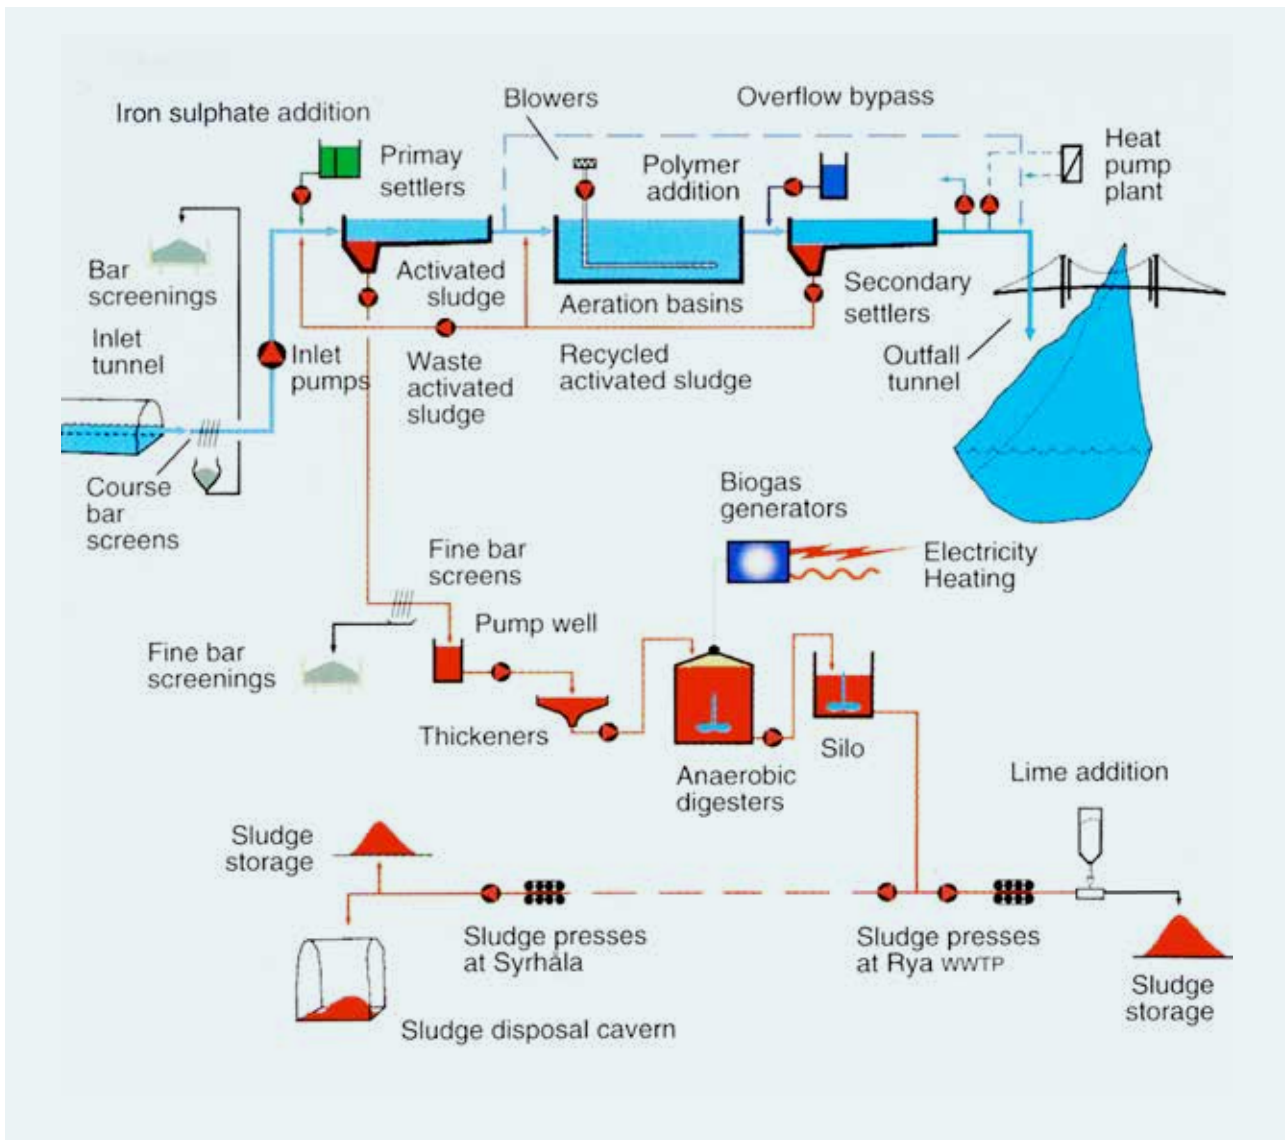 Iron sulphate addition
Blowers
Overflow bypass
Primay
settlers
Polymer
addition
Heat
pump
plant
Bar
screenings
Activated
sludge
Aeration basins
Secondary
settlers
Inlet
tunnel
Inlet
pumps
Waste
activated
sludge
Recycled
activated sludge
Outfall
tunnel
Course
bar
screens
Biogas
generators
Electricity
Heating
Fine bar
screens
Pump well
Fine bar
screenings
Thickeners
Silo
Anaerobic
digesters
Lime addition
Sludge
storage
Sludge presses
at Syrhåla
Sludge presses
at Rya WWTP
Sludge
storage
Sludge disposal cavern